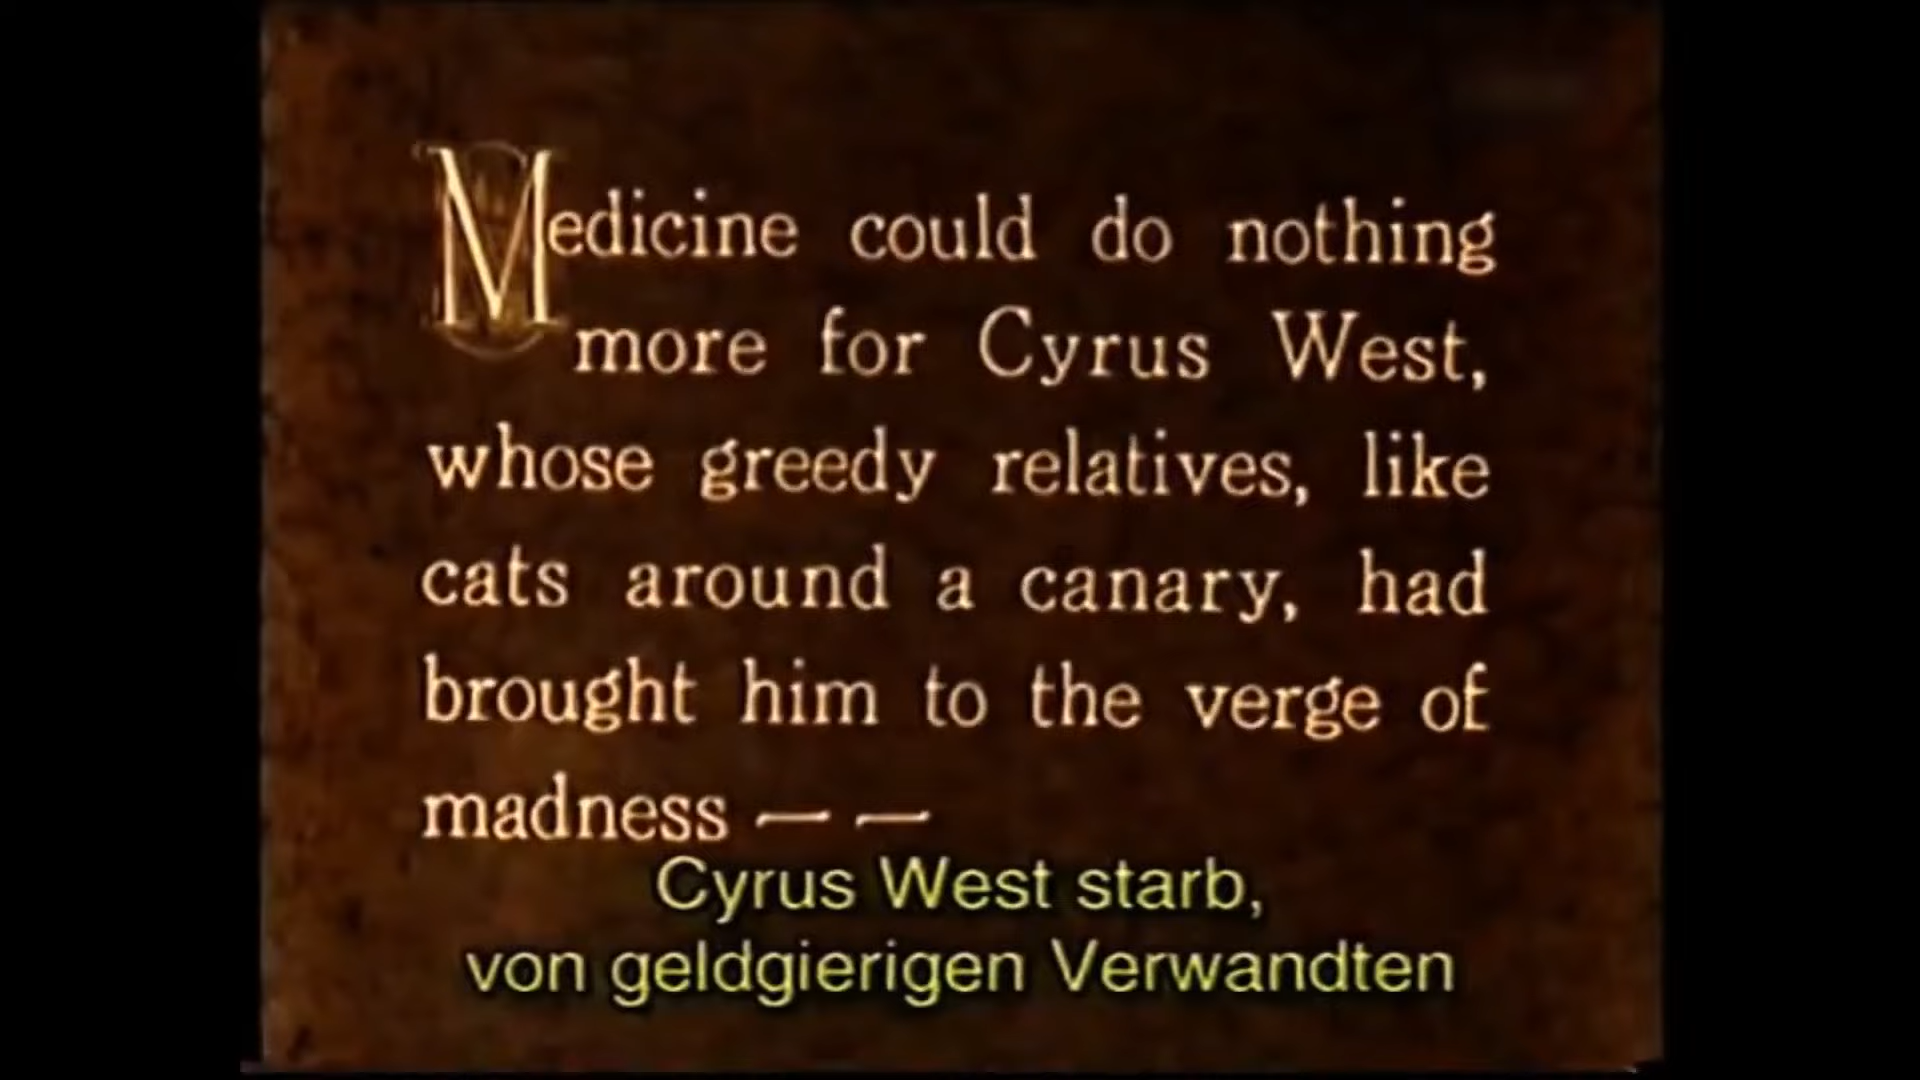 Medicine could do nothing
more for Cyrus West,
whose greedy relatives, like
cats around a canary, had
brought him to the verge of
madness — —
Cyrus West starb,
von geldgierigen Verwandten